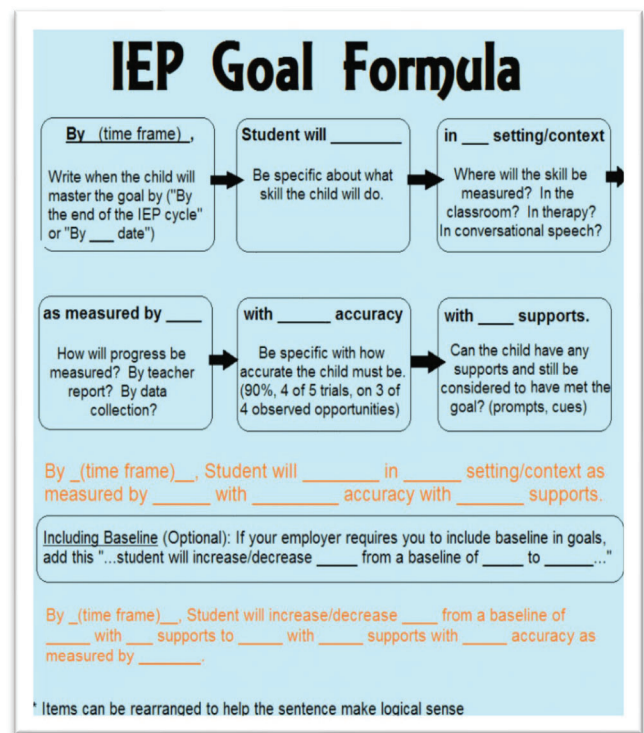 IEP Goal Formula
By _(time frame)_,
Write when the child will
master the goal by ("By
the end of the IEP cycle"
or "By ___ date")
Student will ________
Be specific about what
skill the child will do.
in ___ setting/context
Where will the skill be
measured? In the
classroom? In therapy?
In conversational speech?
as measured by ____
How will progress be
measured? By teacher
report? By data
collection?
with ______ accuracy
Be specific with how
accurate the child must be.
(90%, 4 of 5 trials, on 3 of
4 observed opportunities)
with ____ supports.
Can the child have any
supports and still be
considered to have met the
goal? (prompts, cues)
By _(time frame)__, Student will ________ in ______ setting/context as
measured by ______ with _________ accuracy with _______ supports.
Including Baseline (Optional): If your employer requires you to include baseline in goals,
add this "...student will increase/decrease _____ from a baseline of _____ to ______..."
By _(time frame)__, Student will increase/decrease ____ from a baseline of
_____ with ___ supports to _____ with _____ supports with ______ accuracy as
measured by ________.
* Items can be rearranged to help the sentence make logical sense